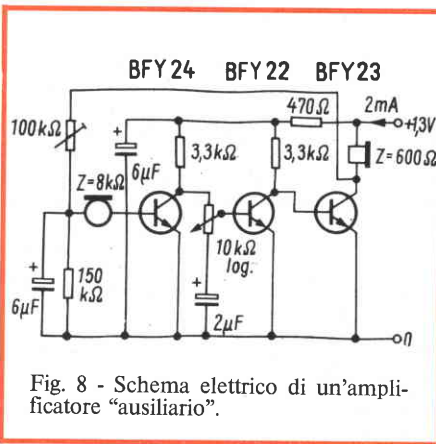 BFY 24 BFY 22 BFY 23
470Ω 2mA
100kΩ + 3,3kΩ 3,3kΩ +1,3V
Z=8kΩ 6μF Z=600Ω
+ 150 kΩ 10kΩ log.
6μF + 2μF
Fig. 8 - Schema elettrico di un'ampli-
ficatore "ausiliario".